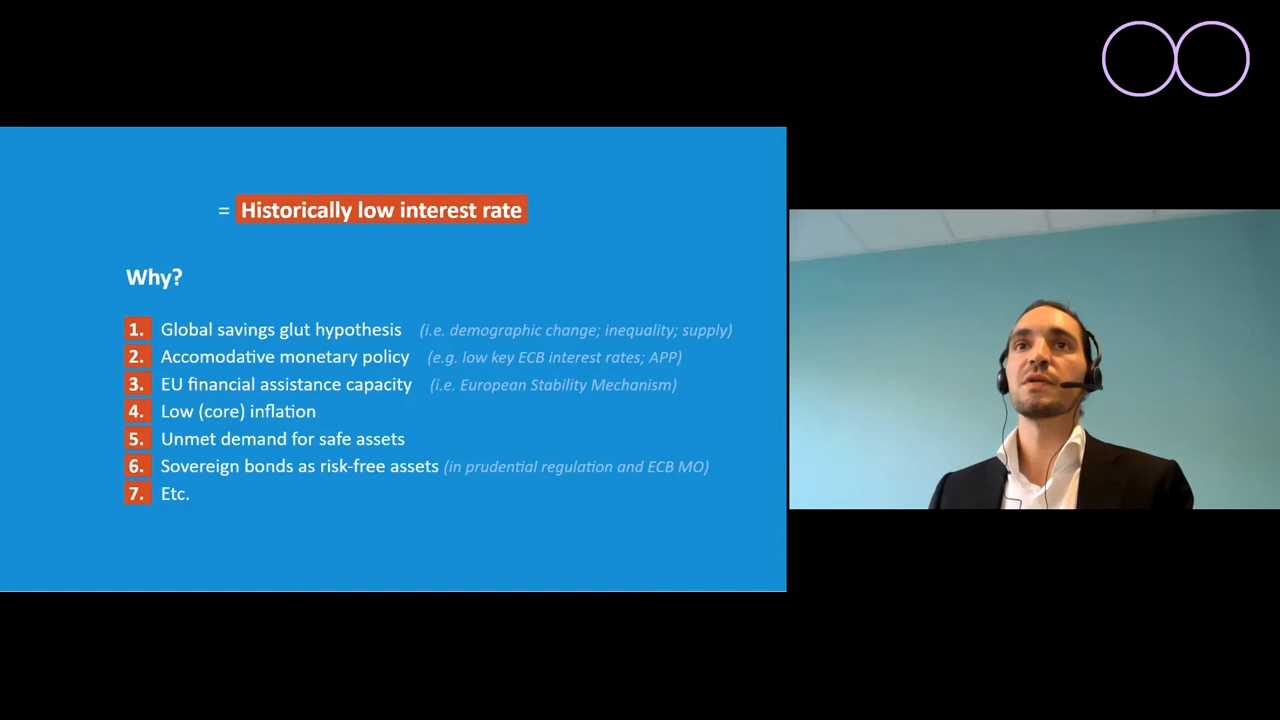 = Historically low interest rate
Why?
1. Global savings glut hypothesis (i.e. demographic change; inequality; supply)
2. Accomodative monetary policy (e.g. low key ECB interest rates; APP)
3. EU financial assistance capacity (i.e. European Stability Mechanism)
4. Low (core) inflation
5. Unmet demand for safe assets
6. Sovereign bonds as risk-free assets (in prudential regulation and ECB MO)
7. Etc.